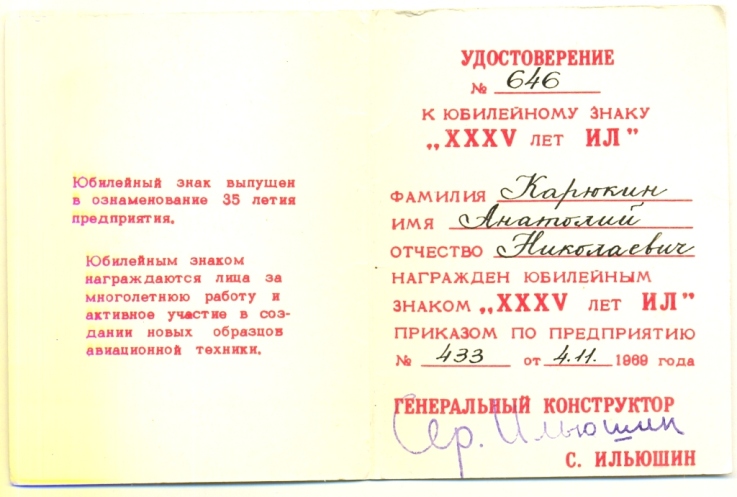 Юбилейный знак выпущен
в ознаменование 35 летия
предприятия.
Юбилейным знаком
награждаются лица за
многолетнюю работу и
активное участие в соз-
дании новых образцов
авиационной техники.
УДОСТОВЕРЕНИЕ
№ 646
К ЮБИЛЕЙНОМУ ЗНАКУ
„XXXV ЛЕТ ИЛ"
ФАМИЛИЯ Карюкин
ИМЯ Анатолий
ОТЧЕСТВО Николаевич
НАГРАЖДЕН ЮБИЛЕЙНЫМ
ЗНАКОМ „XXXV ЛЕТ ИЛ"
ПРИКАЗОМ ПО ПРЕДПРИЯТИЮ
№ 433 от 4.11. 1969 года
ГЕНЕРАЛЬНЫЙ КОНСТРУКТОР
Сер. Ильюшин
С. ИЛЬЮШИН